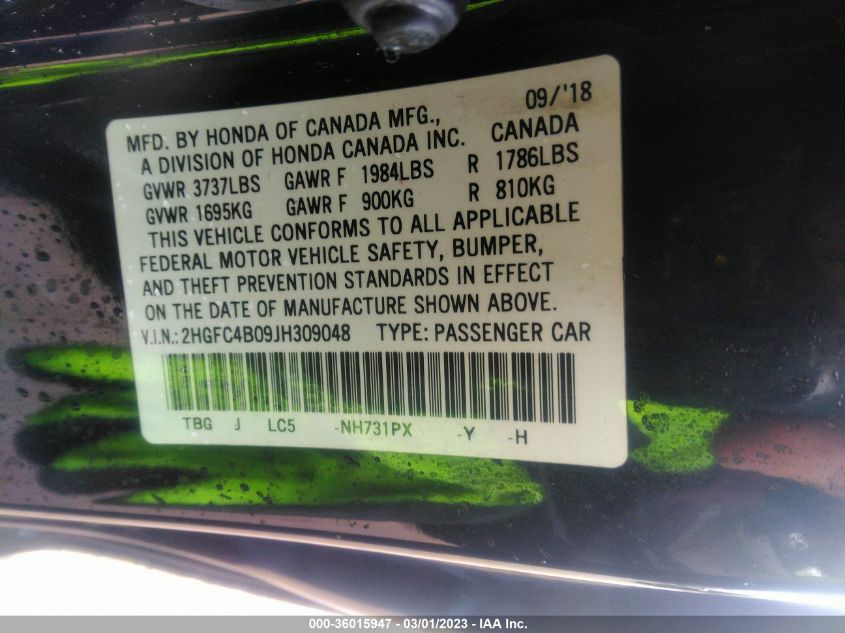 09/'18
MFD. BY HONDA OF CANADA MFG.,
A DIVISION OF HONDA CANADA INC. CANADA
GVWR 3737LBS GAWR F 1984LBS R 1786LBS
GVWR 1695KG GAWR F 900KG R 810KG
THIS VEHICLE CONFORMS TO ALL APPLICABLE
FEDERAL MOTOR VEHICLE SAFETY, BUMPER,
AND THEFT PREVENTION STANDARDS IN EFFECT
ON THE DATE OF MANUFACTURE SHOWN ABOVE.
V.I.N.: 2HGFC4B09JH309048 TYPE: PASSENGER CAR
TBG J LC5 -NH731PX -Y -H
000-36015947 - 03/01/2023 - IAA Inc.